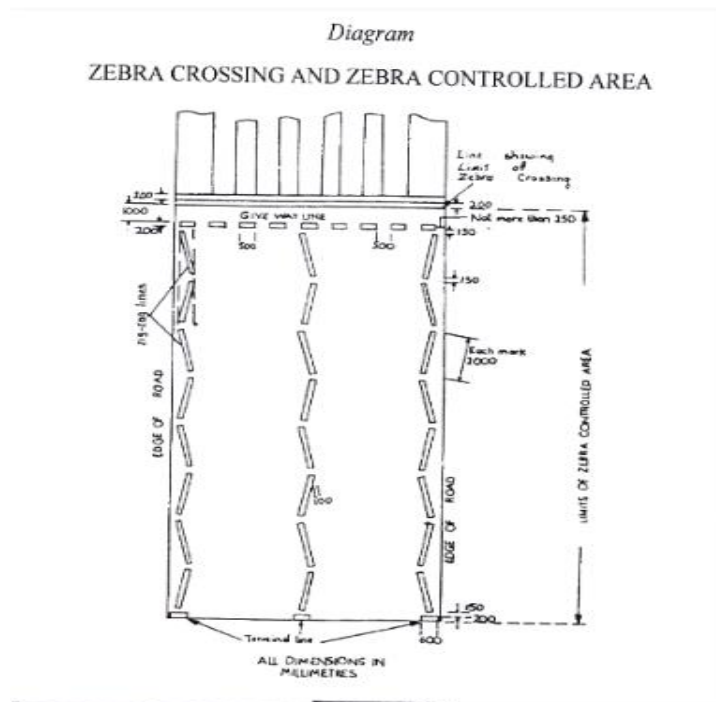 Diagram
ZEBRA CROSSING AND ZEBRA CONTROLLED AREA
Line showing
Limit of
Zebra Crossing
200
1000
200
GIVE WAY LINE
200
Not more than 250
150
500
500
150
zig-zag lines
Each mark
2000
EDGE OF ROAD
LIMITS OF ZEBRA CONTROLLED AREA
100
EDGE OF ROAD
150
200
Terminal line
600
ALL DIMENSIONS IN
MILLIMETRES